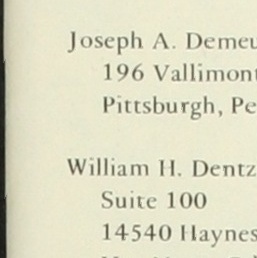 Joseph A. Demeu
196 Vallimont
Pittsburgh, Pe
William H. Dentz
Suite 100
14540 Haynes